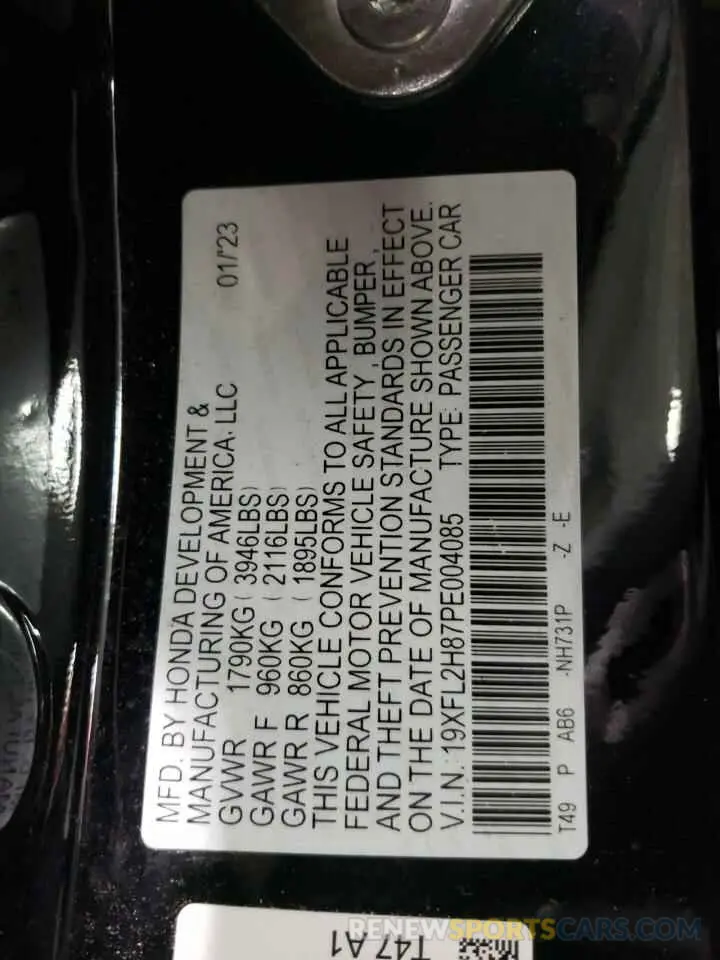 MFD. BY HONDA DEVELOPMENT &
MANUFACTURING OF AMERICA, LLC 01/'23
GVWR 1790KG ( 3946LBS)
GAWR F 960KG ( 2116LBS)
GAWR R 860KG ( 1895LBS)
THIS VEHICLE CONFORMS TO ALL APPLICABLE
FEDERAL MOTOR VEHICLE SAFETY , BUMPER ,
AND THEFT PREVENTION STANDARDS IN EFFECT
ON THE DATE OF MANUFACTURE SHOWN ABOVE.
V.I.N.: 19XFL2H87PE004085 TYPE: PASSENGER CAR
T49 P AB6 -NH731P -Z -E
T47 A1
RENEWSPORTSCARS.COM